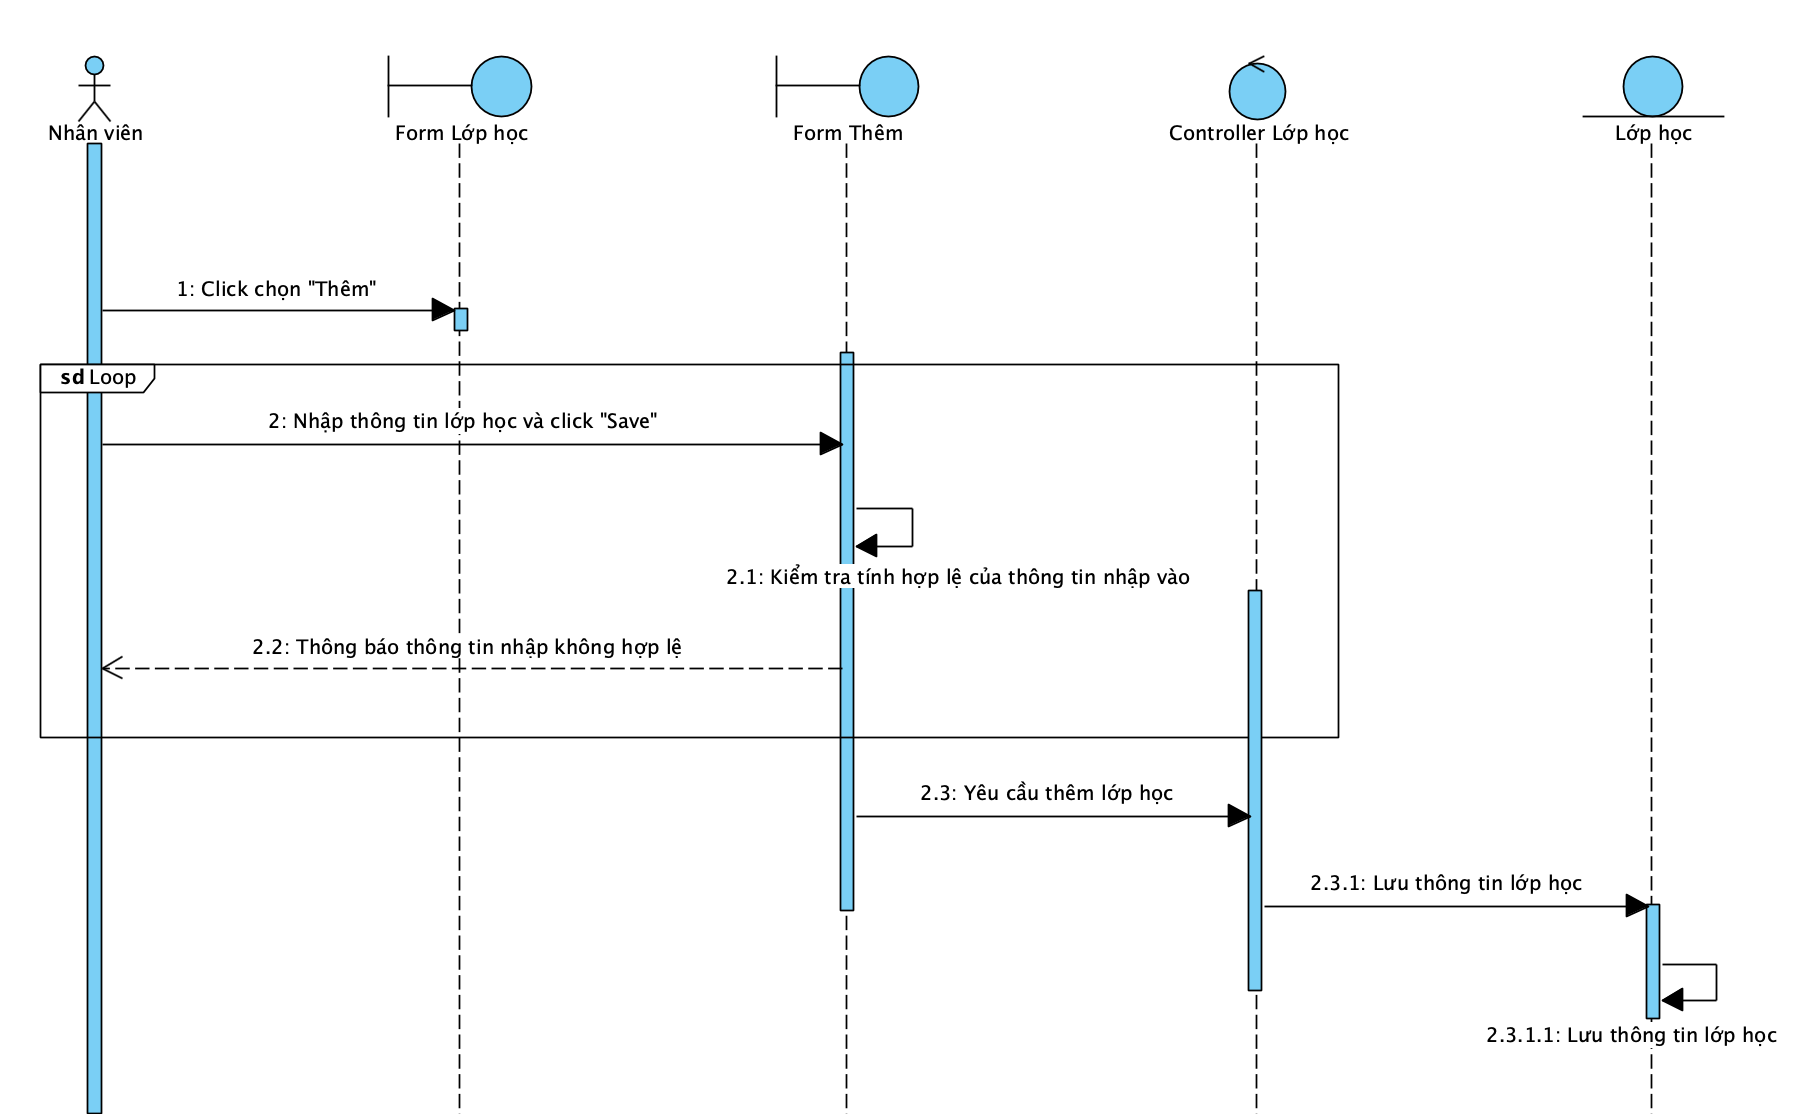 Nhân viên
Form Lớp học
Form Thêm
Controller Lớp học
Lớp học
1: Click chọn "Thêm"
sd Loop
2: Nhập thông tin lớp học và click "Save"
2.1: Kiểm tra tính hợp lệ của thông tin nhập vào
2.2: Thông báo thông tin nhập không hợp lệ
2.3: Yêu cầu thêm lớp học
2.3.1: Lưu thông tin lớp học
2.3.1.1: Lưu thông tin lớp học